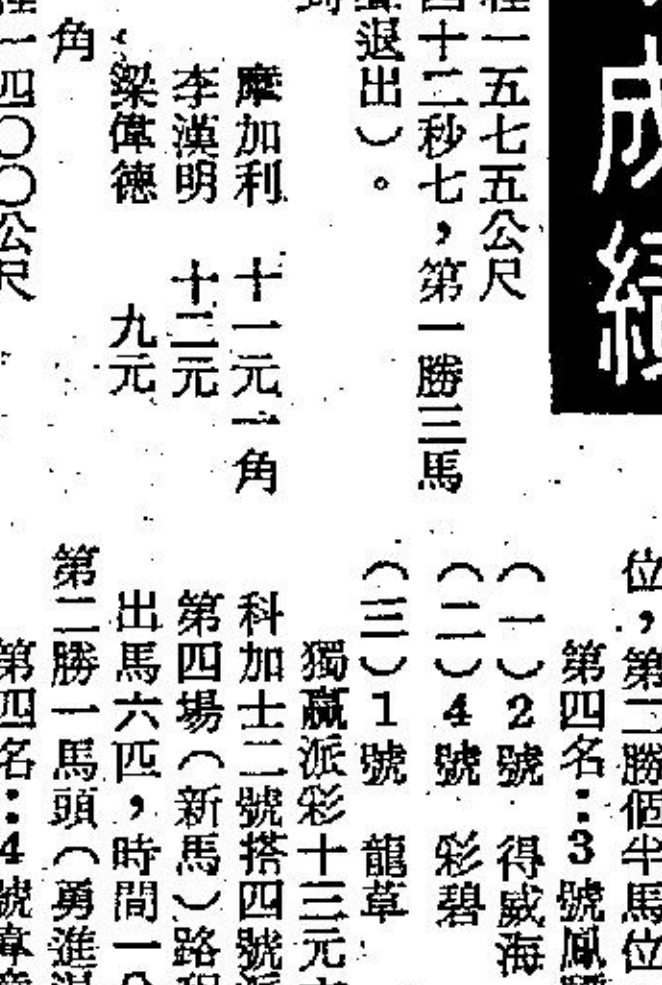 成績
程一五七五公尺
四十二秒七，第一勝三馬
退出）。
摩加利 十一元一角
李漢明 十二元
梁偉德 九元
角
程一四〇〇公尺
位，第二勝個半馬位
第四名：3號鳳
（一）2號 得威海
（二）4號 彩碧
（三）1號 龍草
獨贏派彩十三元
科加士二號搭四號派
第四場（新馬）路程
出馬六匹，時間一分
第二勝一馬頭（勇進退
第四名：4號